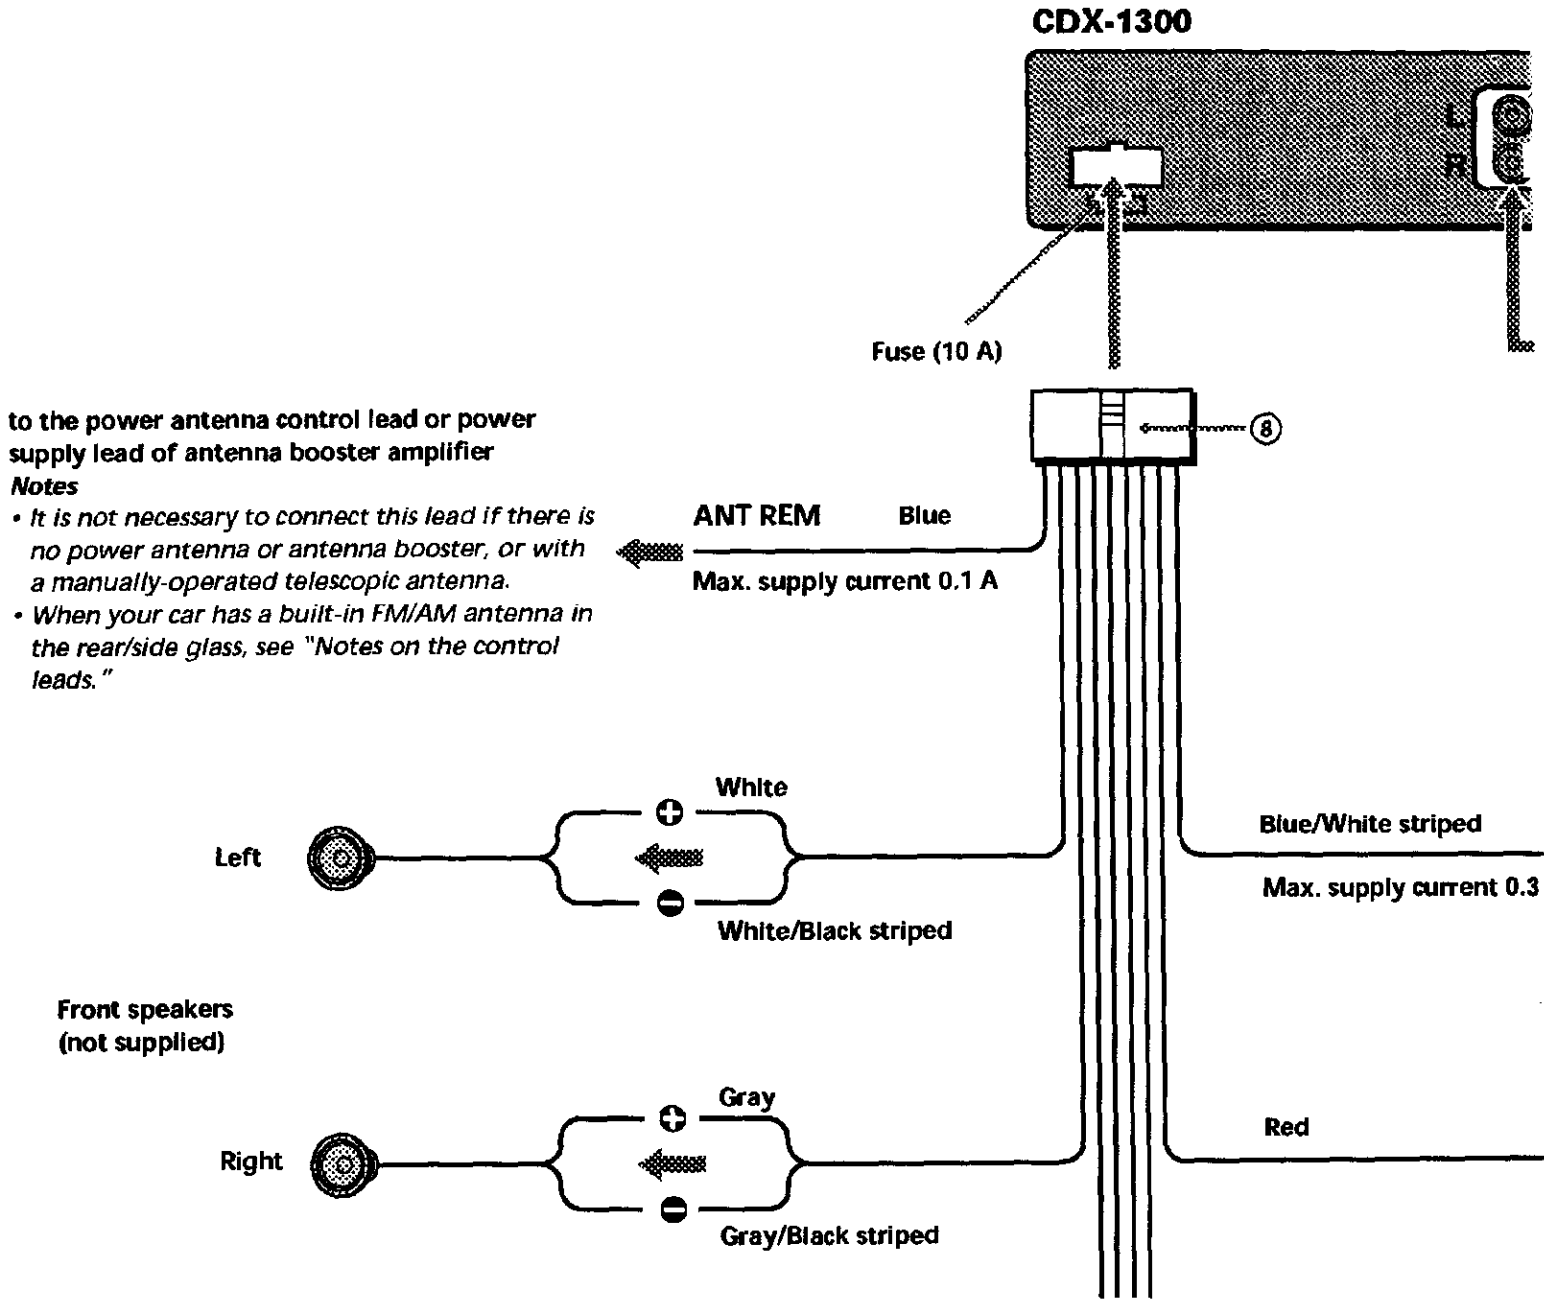 CDX-1300
L
R
Fuse (10 A)
8
to the power antenna control lead or power
supply lead of antenna booster amplifier
Notes
• It is not necessary to connect this lead if there is
no power antenna or antenna booster, or with
a manually-operated telescopic antenna.
• When your car has a built-in FM/AM antenna in
the rear/side glass, see "Notes on the control
leads."
ANT REM Blue
Max. supply current 0.1 A
White
Left
White/Black striped
Blue/White striped
Max. supply current 0.3
Front speakers
(not supplied)
Gray
Right
Gray/Black striped
Red